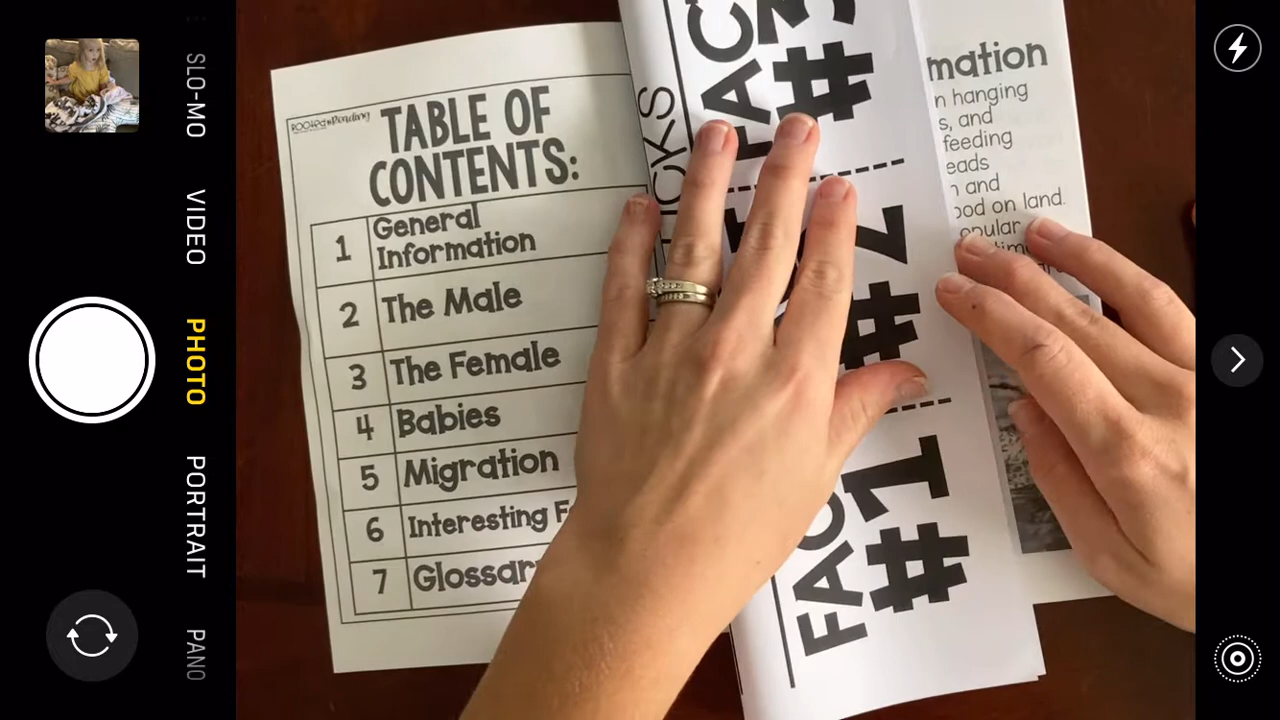 SLO-MO
VIDEO
PHOTO
PORTRAIT
PANO
Rooted in Reading
TABLE OF
CONTENTS:
1 General
Information
2 The Male
3 The Female
4 Babies
5 Migration
6 Interesting F
7 Glossar
FAC
#3
#2
FAC
#1
mation
n hanging
s, and
feeding
eads
n and
ood on land.
opular